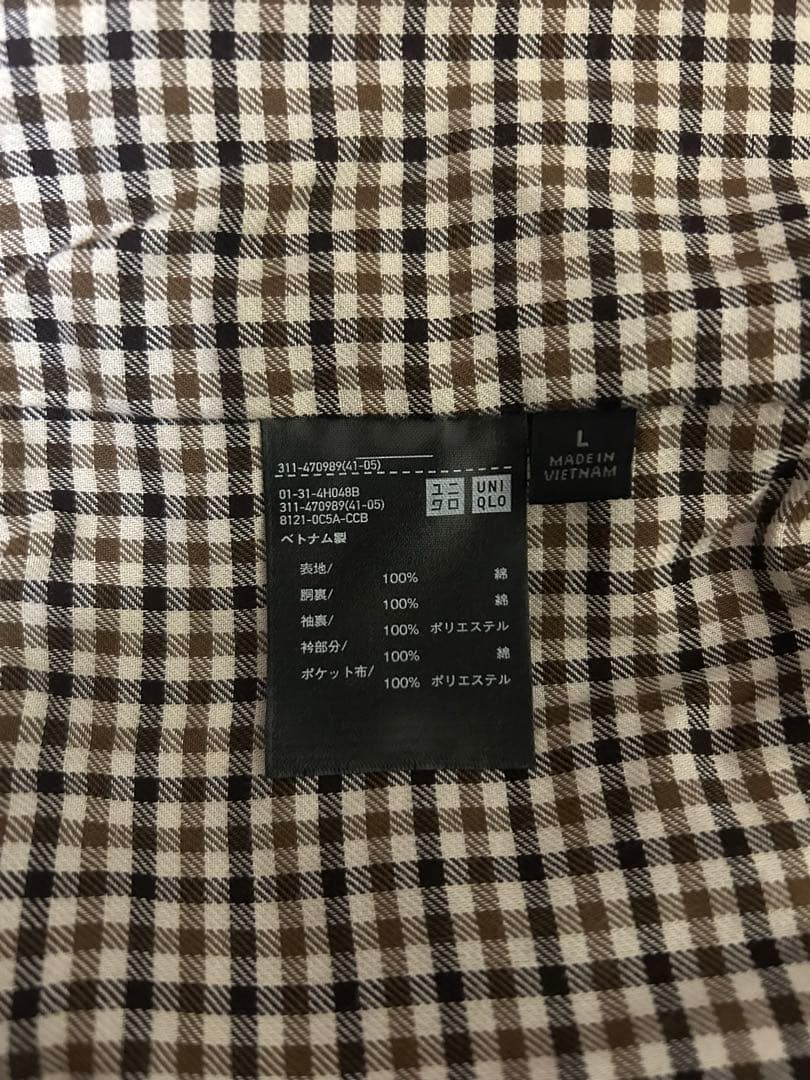 311-470989(41-05)
01-31-4H048B
311-470989(41-05)
8121-0C5A-CCB
ユニ
クロ
UNI
QLO
ベトナム製
表地/
100% 綿
胴裏/
100% 綿
袖裏/
100% ポリエステル
衿部分/
100% 綿
ポケット布/
100% ポリエステル
L
MADE IN
VIETNAM